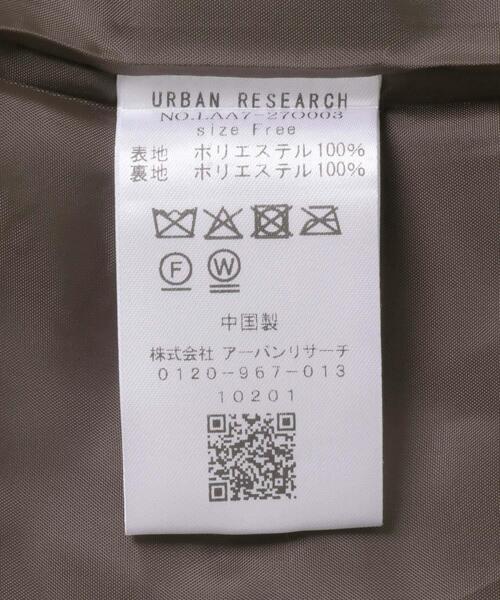 URBAN RESEARCH
NO.LAA7-270003
size Free
表地 ポリエステル100%
裏地 ポリエステル100%
F W
中国製
株式会社 アーバンリサーチ
0120-967-013
10201